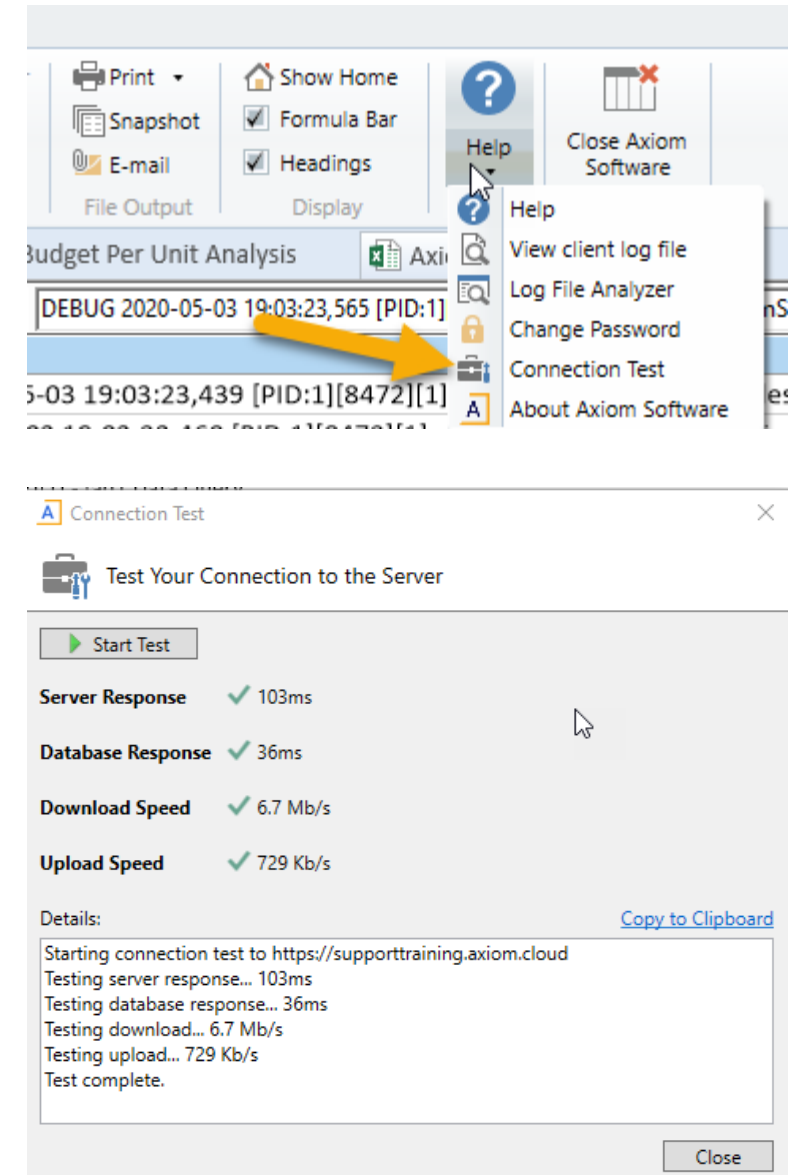 Print
Show Home
Snapshot
Formula Bar
E-mail
Headings
Help
Close Axiom
Software
File Output
Display
Help
Budget Per Unit Analysis
Axi
View client log file
DEBUG 2020-05-03 19:03:23,565 [PID:1]
Log File Analyzer
Change Password
Connection Test
5-03 19:03:23,439 [PID:1][8472][1]
A
About Axiom Software
A Connection Test
Test Your Connection to the Server
Start Test
Server Response 103ms
Database Response 36ms
Download Speed 6.7 Mb/s
Upload Speed 729 Kb/s
Details:
Copy to Clipboard
Starting connection test to https://supporttraining.axiom.cloud
Testing server response... 103ms
Testing database response... 36ms
Testing download... 6.7 Mb/s
Testing upload... 729 Kb/s
Test complete.
Close